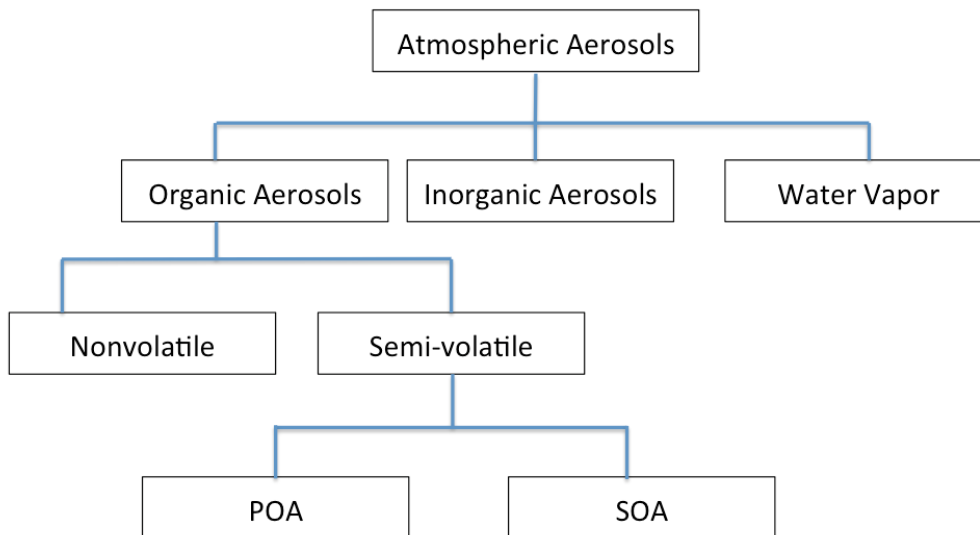 Atmospheric Aerosols
Organic Aerosols
Inorganic Aerosols
Water Vapor
Nonvolatile
Semi-volatile
POA
SOA